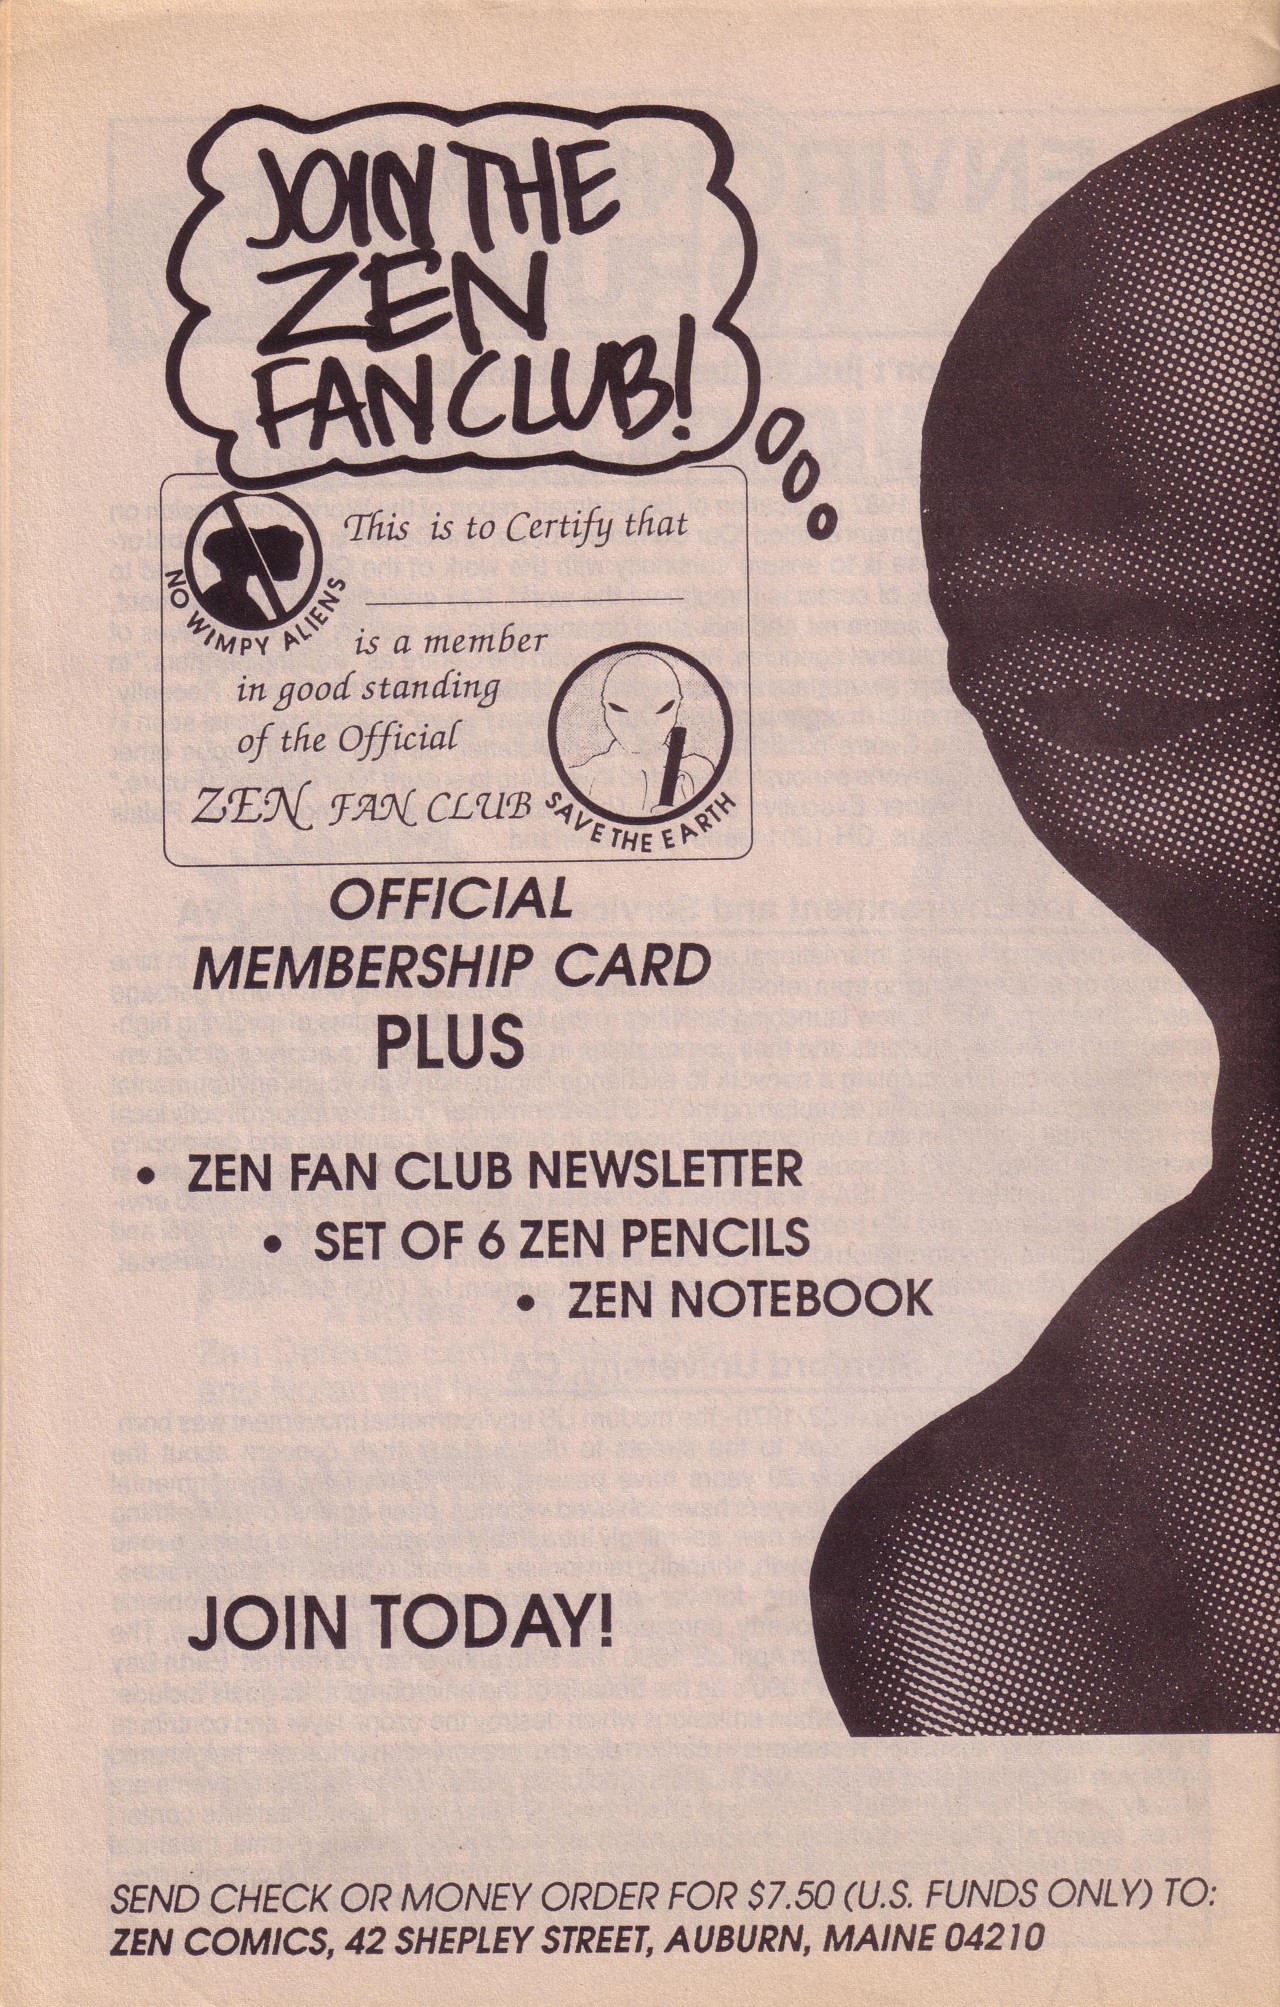 JOIN THE
ZEN
FAN CLUB!
This is to Certify that
NO WIMPY ALIENS
is a member
in good standing
of the Official
ZEN FAN CLUB
SAVE THE EARTH
OFFICIAL
MEMBERSHIP CARD
PLUS
• ZEN FAN CLUB NEWSLETTER
• SET OF 6 ZEN PENCILS
• ZEN NOTEBOOK
JOIN TODAY!
SEND CHECK OR MONEY ORDER FOR $7.50 (U.S. FUNDS ONLY) TO:
ZEN COMICS, 42 SHEPLEY STREET, AUBURN, MAINE 04210